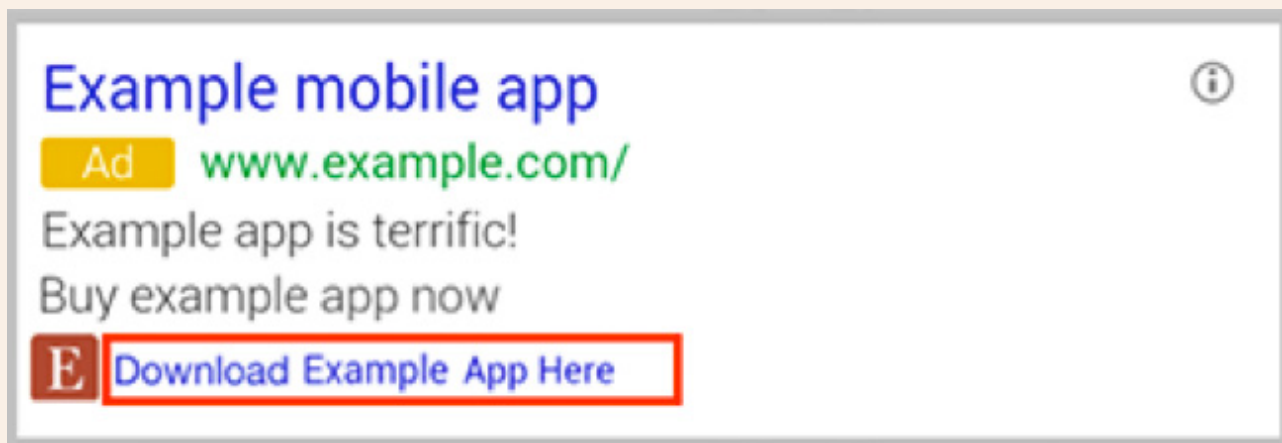 Example mobile app
Ad www.example.com/
Example app is terrific!
Buy example app now
E Download Example App Here